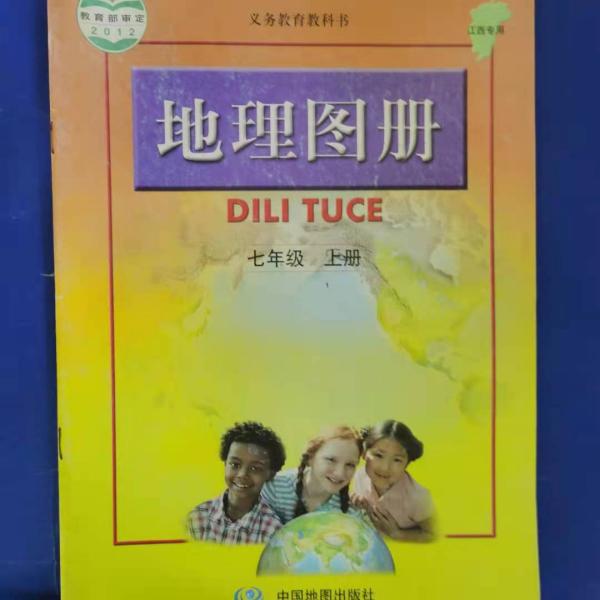 义务教育教科书
教育部审定
2012
江西专用
地理图册
DILI TUCE
七年级 上册
中国地图出版社